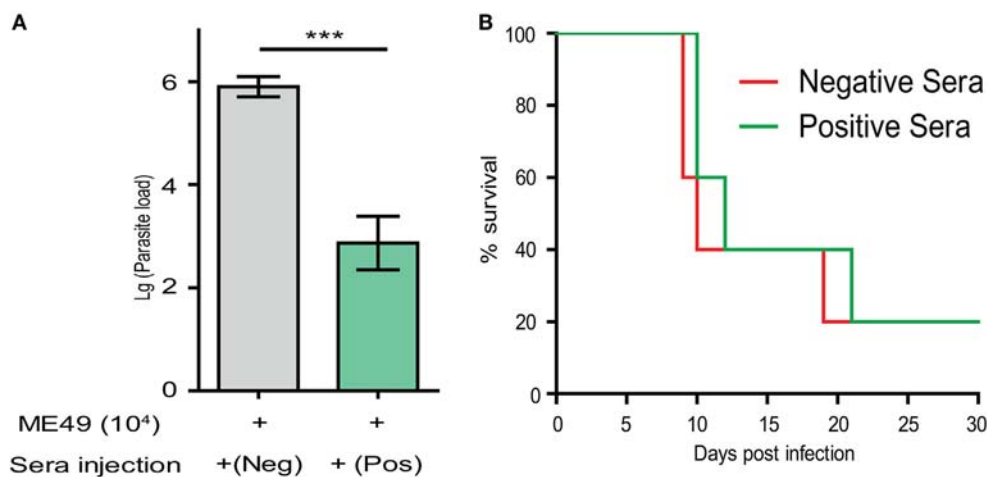 A
***
6
4
2
0
Lg (Parasite load)
ME49 (10⁴)
+
+
Sera injection
+(Neg)
+ (Pos)
B
100
80
60
40
20
0
% survival
Negative Sera
Positive Sera
0
5
10
15
20
25
30
Days post infection